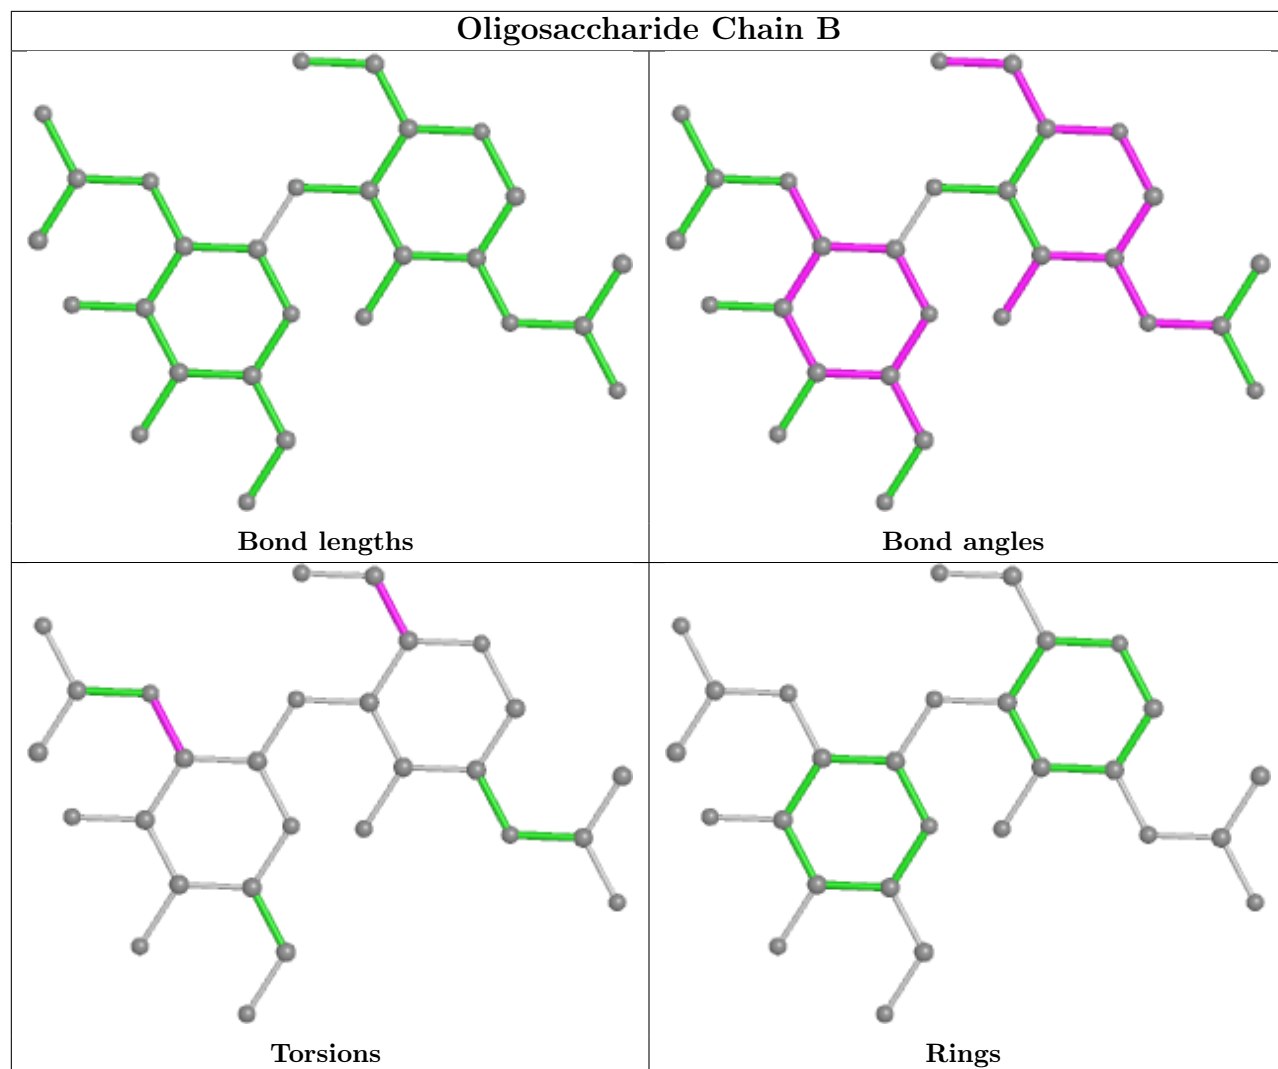 Oligosaccharide Chain B
Bond lengths
Bond angles
Torsions
Rings